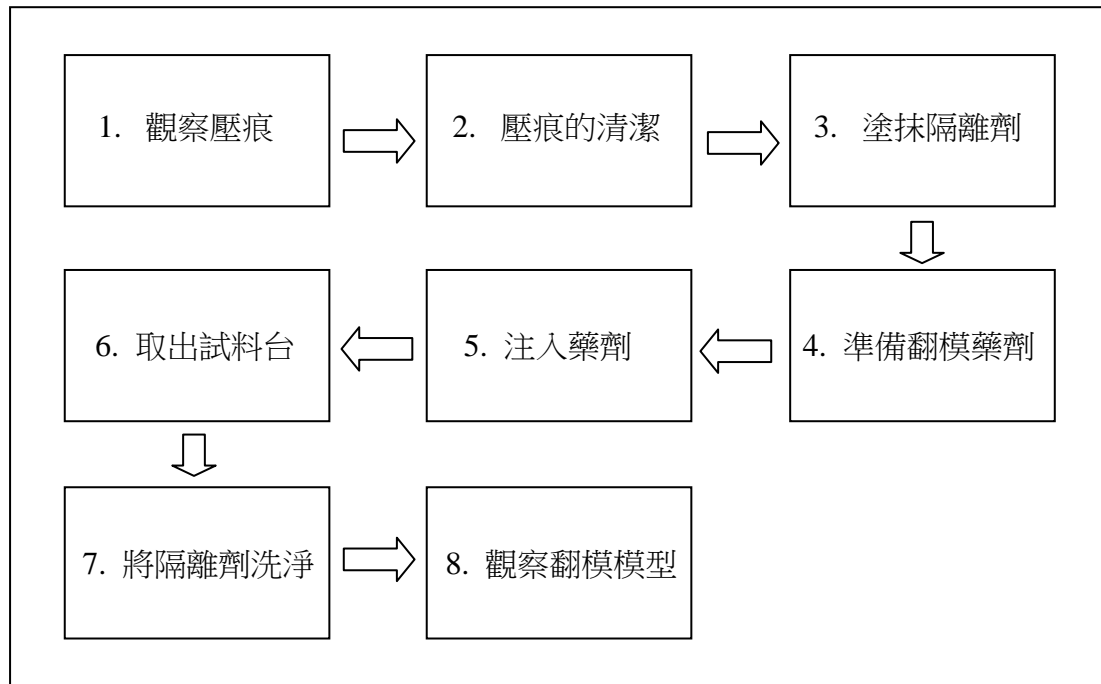 1. 觀察壓痕
2. 壓痕的清潔
3. 塗抹隔離劑
4. 準備翻模藥劑
5. 注入藥劑
6. 取出試料台
7. 將隔離劑洗淨
8. 觀察翻模模型